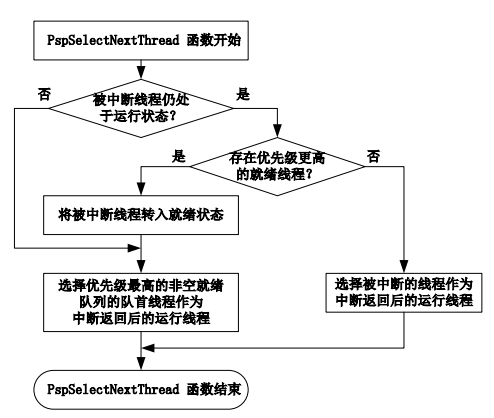 PspSelectNextThread 函数开始
否
被中断线程仍处
于运行状态？
是
是
存在优先级更高
的就绪线程？
否
将被中断线程转入就绪状态
选择优先级最高的非空就绪
队列的队首线程作为
中断返回后的运行线程
选择被中断的线程作为
中断返回后的运行线程
PspSelectNextThread 函数结束